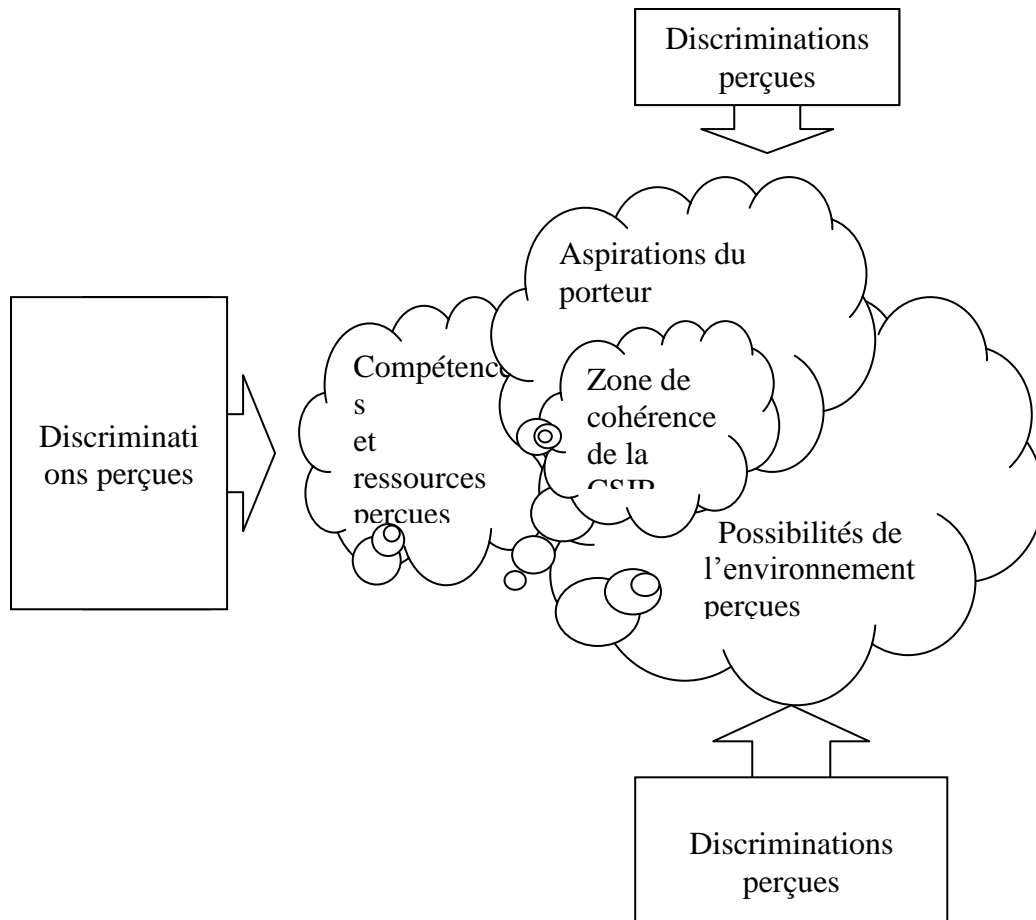 Discriminations
perçues
Aspirations du
porteur
Compétence
s
et
ressources
perçues
Zone de
cohérence
de la
Discriminati
ons perçues
Possibilités de
l'environnement
perçues
Discriminations
perçues